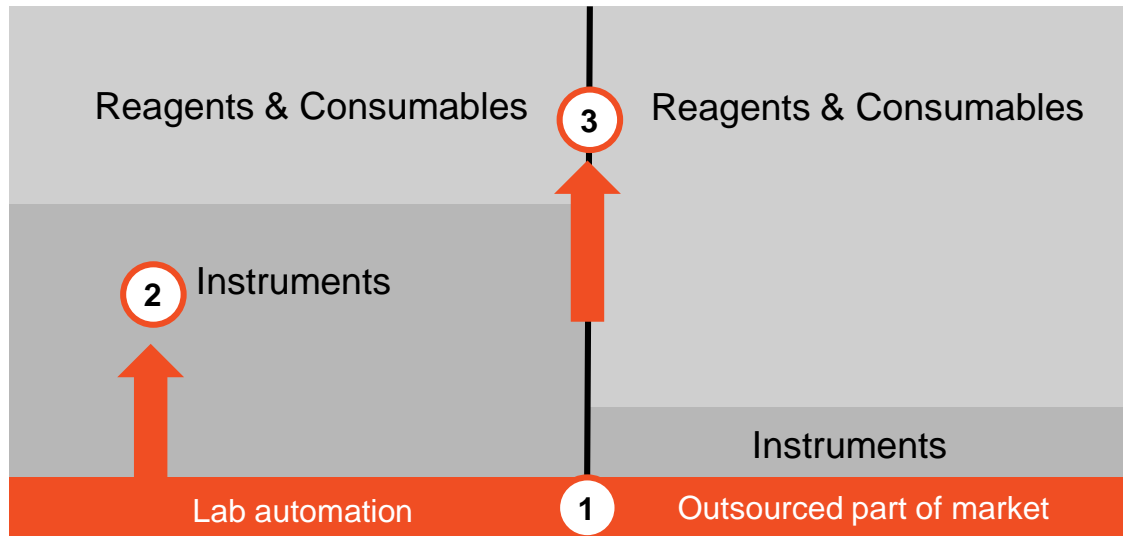 Reagents & Consumables
3
Reagents & Consumables
2
Instruments
Instruments
Lab automation
1
Outsourced part of market